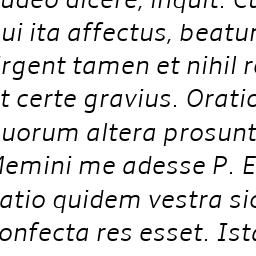 audeo dicere, inquit. Cu
ui ita affectus, beatum
rgent tamen et nihil re
t certe gravius. Oratio
uorum altera prosunt
Memini me adesse P. 
atio quidem vestra sic
onfecta res esset. Ista